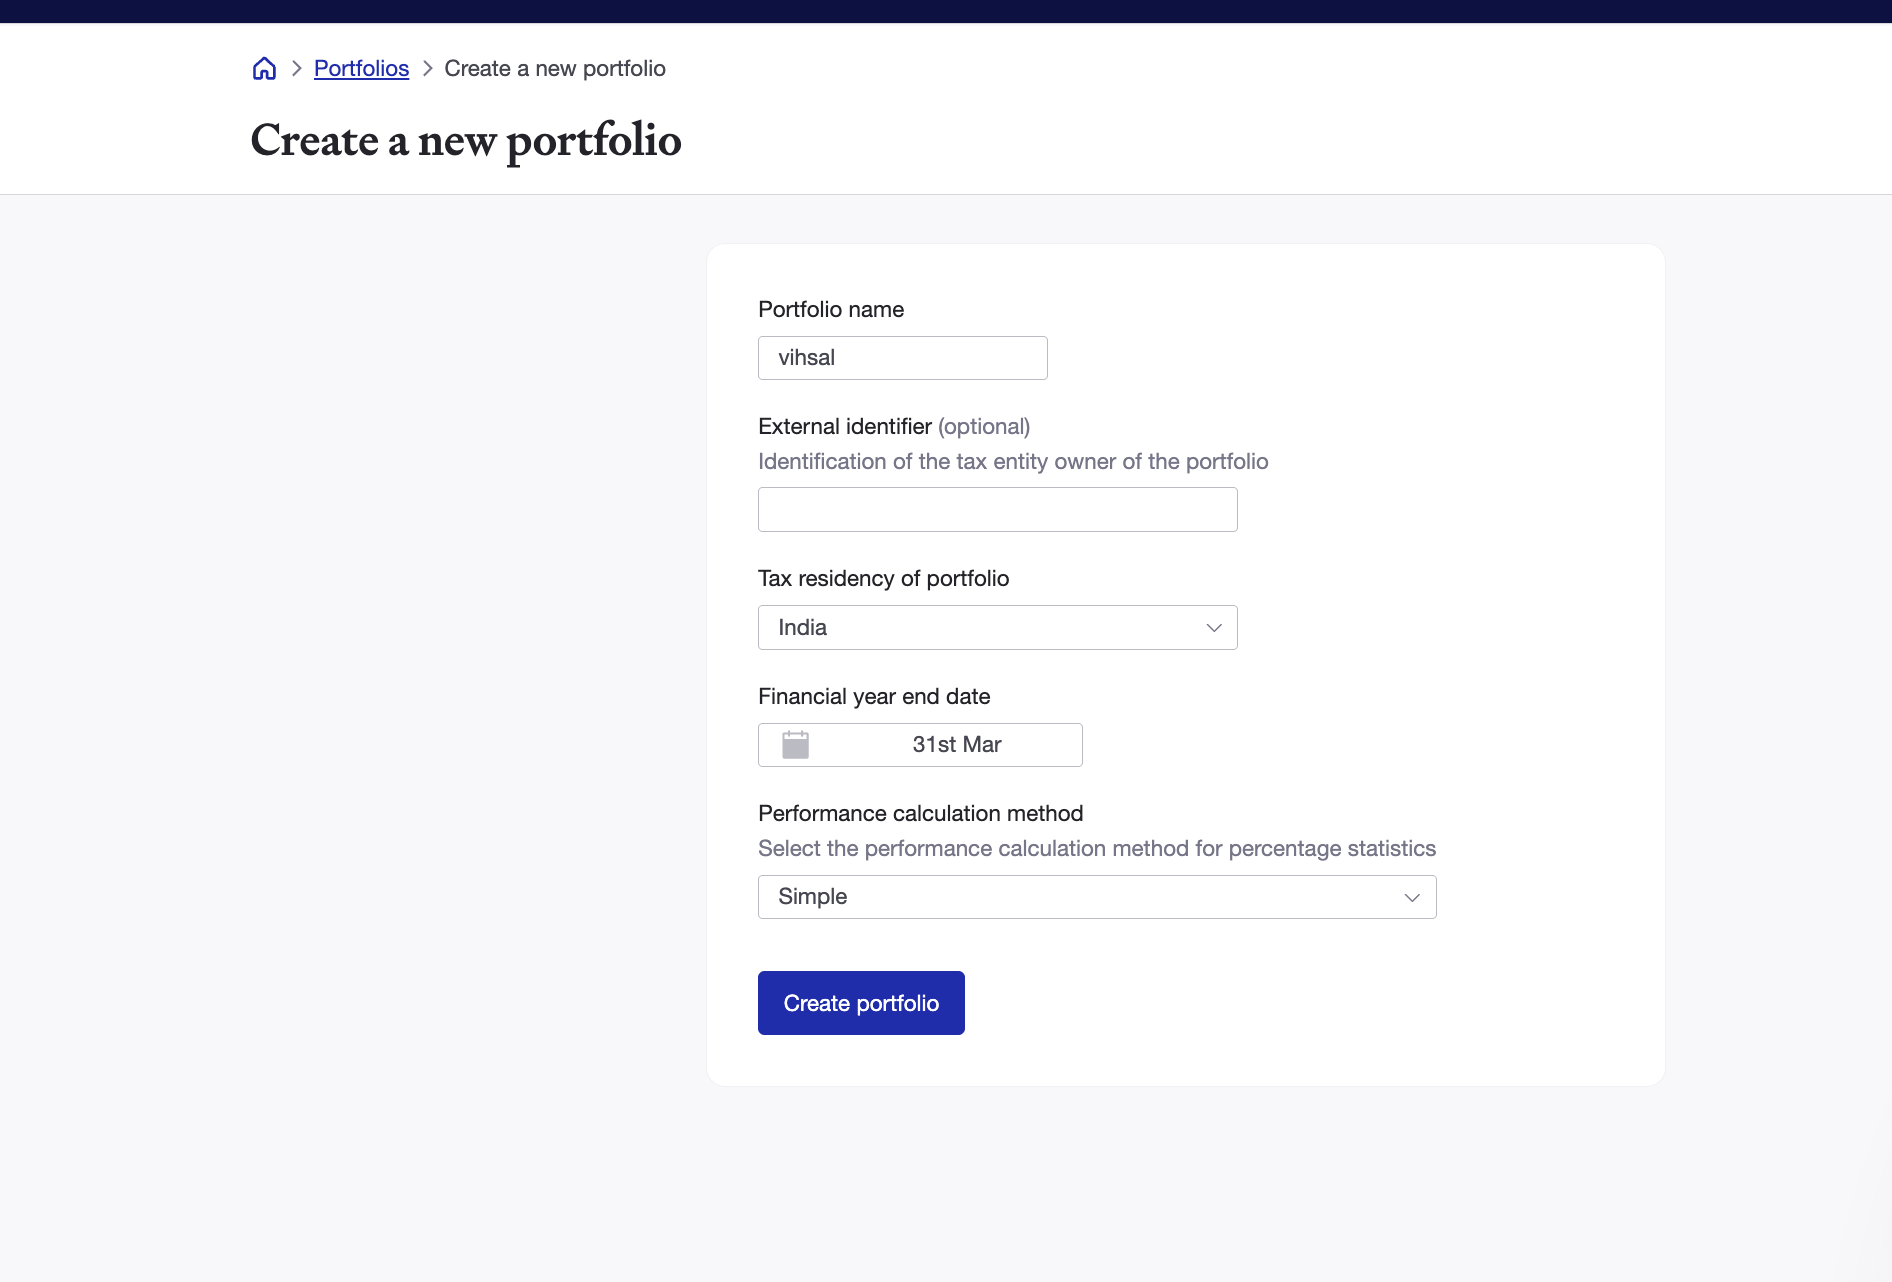 Portfolios > Create a new portfolio
Create a new portfolio
Portfolio name
vihsal
External identifier (optional)
Identification of the tax entity owner of the portfolio
Tax residency of portfolio
India
Financial year end date
31st Mar
Performance calculation method
Select the performance calculation method for percentage statistics
Simple
Create portfolio